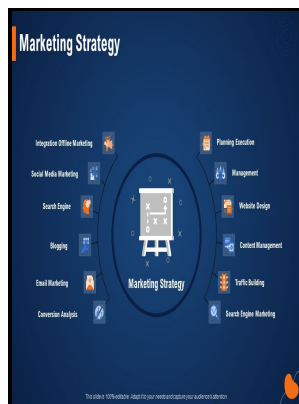 Marketing Strategy
Integration Offline Marketing
Social Media Marketing
Search Engine
Blogging
Email Marketing
Conversion Analysis
Marketing Strategy
Planning Execution
Management
Website Design
Content Management
Traffic Building
Search Engine Marketing
This slide is 100% editable. Adapt it to your needs and capture your audience's attention